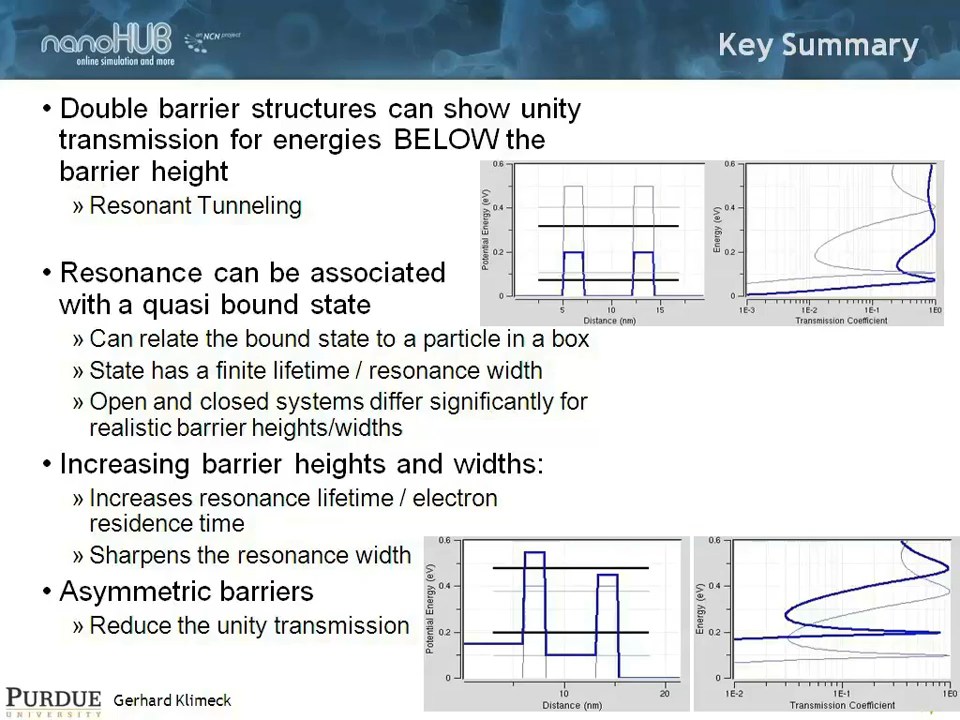 nanoHUB
an NCN project
online simulation and more
Key Summary
• Double barrier structures can show unity
transmission for energies BELOW the
barrier height
» Resonant Tunneling
• Resonance can be associated
with a quasi bound state
» Can relate the bound state to a particle in a box
» State has a finite lifetime / resonance width
» Open and closed systems differ significantly for
realistic barrier heights/widths
• Increasing barrier heights and widths:
» Increases resonance lifetime / electron
residence time
» Sharpens the resonance width
• Asymmetric barriers
» Reduce the unity transmission
0.6
0.4
0.2
0
Potential Energy (eV)
5 10 15
Distance (nm)
0.6
0.4
0.2
0
Energy (eV)
1E-3 1E-2 1E-1 1E0
Transmission Coefficient
0.6
0.4
0.2
0
Potential Energy (eV)
10 20
Distance (nm)
0.6
0.4
0.2
0
Energy (eV)
1E-2 1E-1 1E0
Transmission Coefficient
PURDUE
UNIVERSITY
Gerhard Klimeck